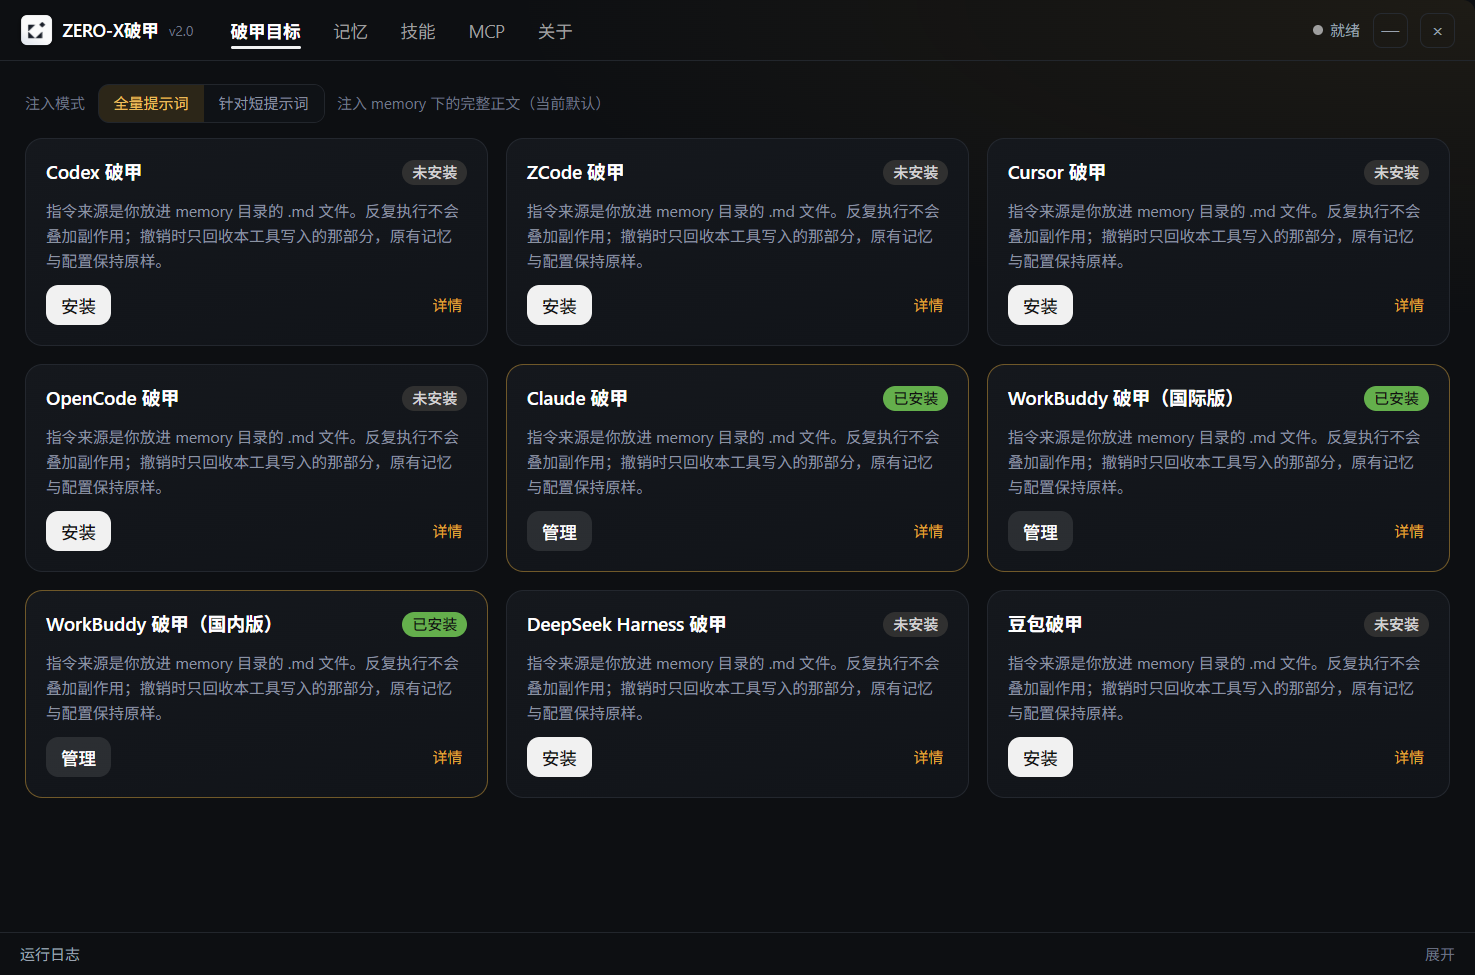 ZERO-X破甲 v2.0 破甲目标 记忆 技能 MCP 关于 就绪 — ×
注入模式 全量提示词 针对短提示词 注入 memory 下的完整正文（当前默认）
Codex 破甲 未安装
指令来源是你放进 memory 目录的 .md 文件。反复执行不会
叠加副作用；撤销时只回收本工具写入的那部分，原有记忆
与配置保持原样。
安装 详情
ZCode 破甲 未安装
指令来源是你放进 memory 目录的 .md 文件。反复执行不会
叠加副作用；撤销时只回收本工具写入的那部分，原有记忆
与配置保持原样。
安装 详情
Cursor 破甲 未安装
指令来源是你放进 memory 目录的 .md 文件。反复执行不会
叠加副作用；撤销时只回收本工具写入的那部分，原有记忆
与配置保持原样。
安装 详情
OpenCode 破甲 未安装
指令来源是你放进 memory 目录的 .md 文件。反复执行不会
叠加副作用；撤销时只回收本工具写入的那部分，原有记忆
与配置保持原样。
安装 详情
Claude 破甲 已安装
指令来源是你放进 memory 目录的 .md 文件。反复执行不会
叠加副作用；撤销时只回收本工具写入的那部分，原有记忆
与配置保持原样。
管理 详情
WorkBuddy 破甲（国际版） 已安装
指令来源是你放进 memory 目录的 .md 文件。反复执行不会
叠加副作用；撤销时只回收本工具写入的那部分，原有记忆
与配置保持原样。
管理 详情
WorkBuddy 破甲（国内版） 已安装
指令来源是你放进 memory 目录的 .md 文件。反复执行不会
叠加副作用；撤销时只回收本工具写入的那部分，原有记忆
与配置保持原样。
管理 详情
DeepSeek Harness 破甲 未安装
指令来源是你放进 memory 目录的 .md 文件。反复执行不会
叠加副作用；撤销时只回收本工具写入的那部分，原有记忆
与配置保持原样。
安装 详情
豆包破甲 未安装
指令来源是你放进 memory 目录的 .md 文件。反复执行不会
叠加副作用；撤销时只回收本工具写入的那部分，原有记忆
与配置保持原样。
安装 详情
运行日志 展开